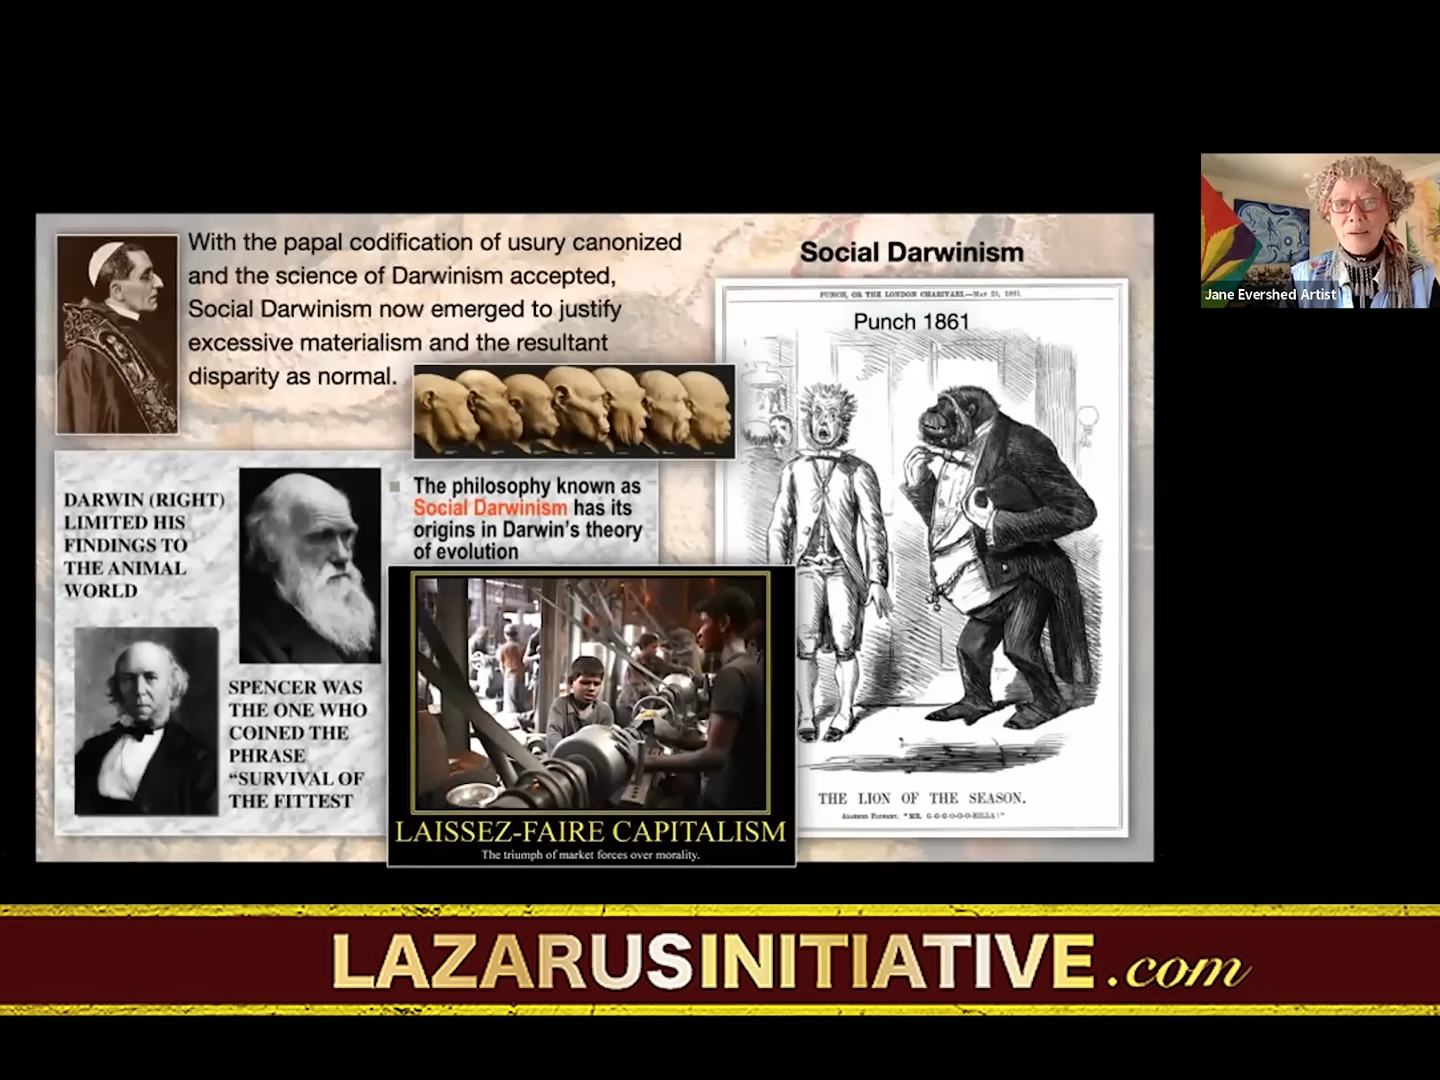 With the papal codification of usury canonized
and the science of Darwinism accepted,
Social Darwinism now emerged to justify
excessive materialism and the resultant
disparity as normal.
Social Darwinism
PUNCH, OR THE LONDON CHARIVARI.—MAY 25, 1861.
Punch 1861
Jane Evershed Artist
DARWIN (RIGHT)
LIMITED HIS
FINDINGS TO
THE ANIMAL
WORLD
The philosophy known as
Social Darwinism has its
origins in Darwin's theory
of evolution
SPENCER WAS
THE ONE WHO
COINED THE
PHRASE
“SURVIVAL OF
THE FITTEST
LAISSEZ-FAIRE CAPITALISM
The triumph of market forces over morality.
THE LION OF THE SEASON.
ALARMED FLUNKEY. "MR. G-G-G-O-O-O-RILLA!"
LAZARUSINITIATIVE.com